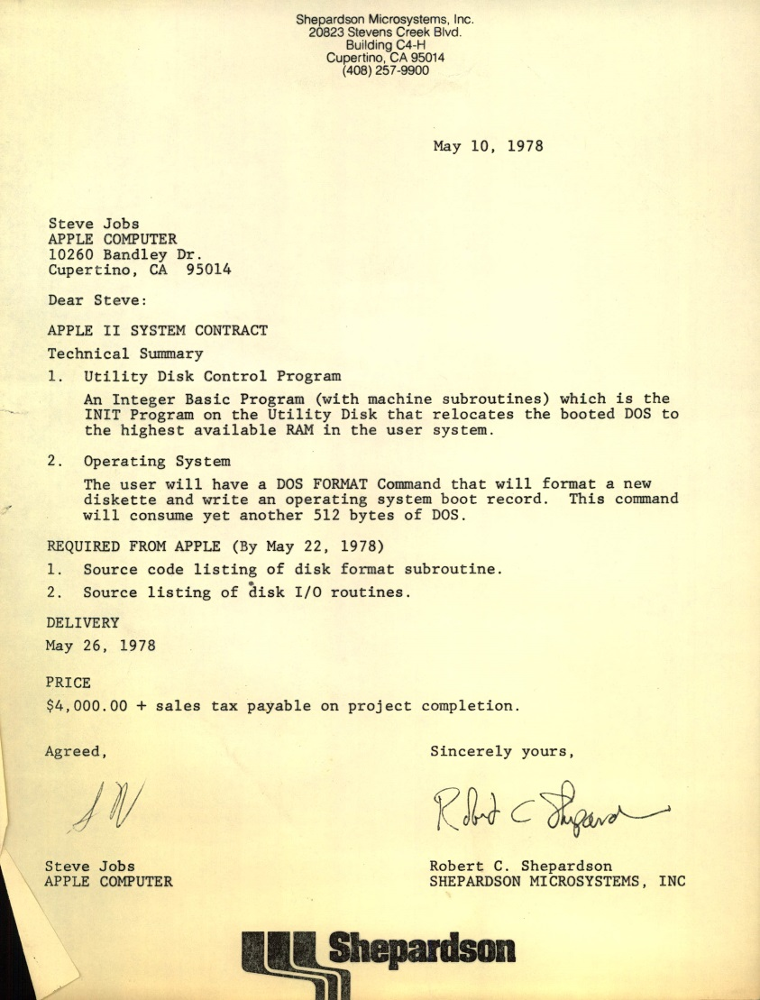 Shepardson Microsystems, Inc.
20823 Stevens Creek Blvd.
Building C4-H
Cupertino, CA 95014
(408) 257-9900
May 10, 1978
Steve Jobs
APPLE COMPUTER
10260 Bandley Dr.
Cupertino, CA 95014
Dear Steve:
APPLE II SYSTEM CONTRACT
Technical Summary
1. Utility Disk Control Program
An Integer Basic Program (with machine subroutines) which is the
INIT Program on the Utility Disk that relocates the booted DOS to
the highest available RAM in the user system.
2. Operating System
The user will have a DOS FORMAT Command that will format a new
diskette and write an operating system boot record. This command
will consume yet another 512 bytes of DOS.
REQUIRED FROM APPLE (By May 22, 1978)
1. Source code listing of disk format subroutine.
2. Source listing of disk I/O routines.
DELIVERY
May 26, 1978
PRICE
$4,000.00 + sales tax payable on project completion.
Agreed,
Sincerely yours,
Robert C Shepardson
Steve Jobs
APPLE COMPUTER
Robert C. Shepardson
SHEPARDSON MICROSYSTEMS, INC
Shepardson